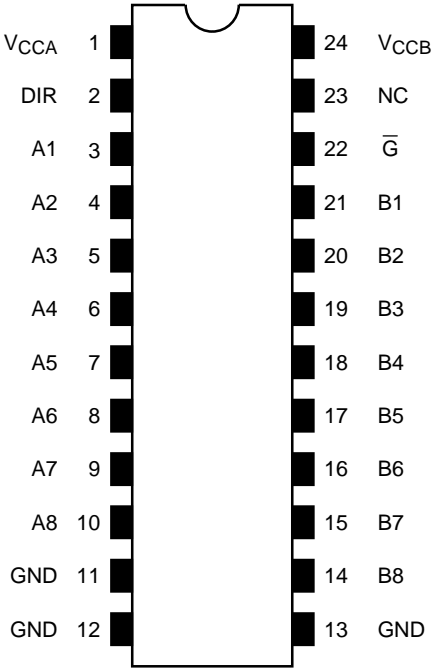 VCCA 1 24 VCCB
DIR 2 23 NC
A1 3 22 G̅
A2 4 21 B1
A3 5 20 B2
A4 6 19 B3
A5 7 18 B4
A6 8 17 B5
A7 9 16 B6
A8 10 15 B7
GND 11 14 B8
GND 12 13 GND